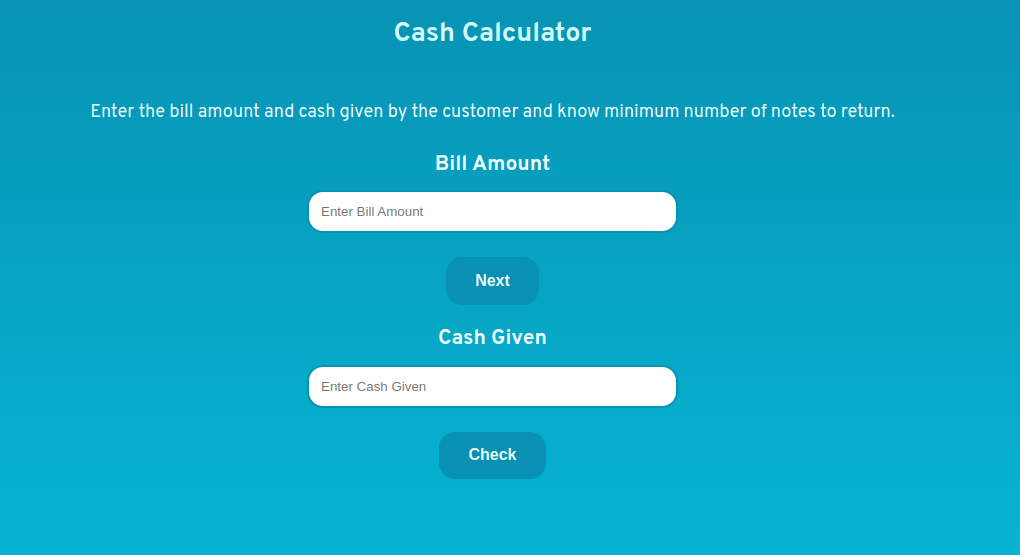 Cash Calculator
Enter the bill amount and cash given by the customer and know minimum number of notes to return.
Bill Amount
Enter Bill Amount
Next
Cash Given
Enter Cash Given
Check